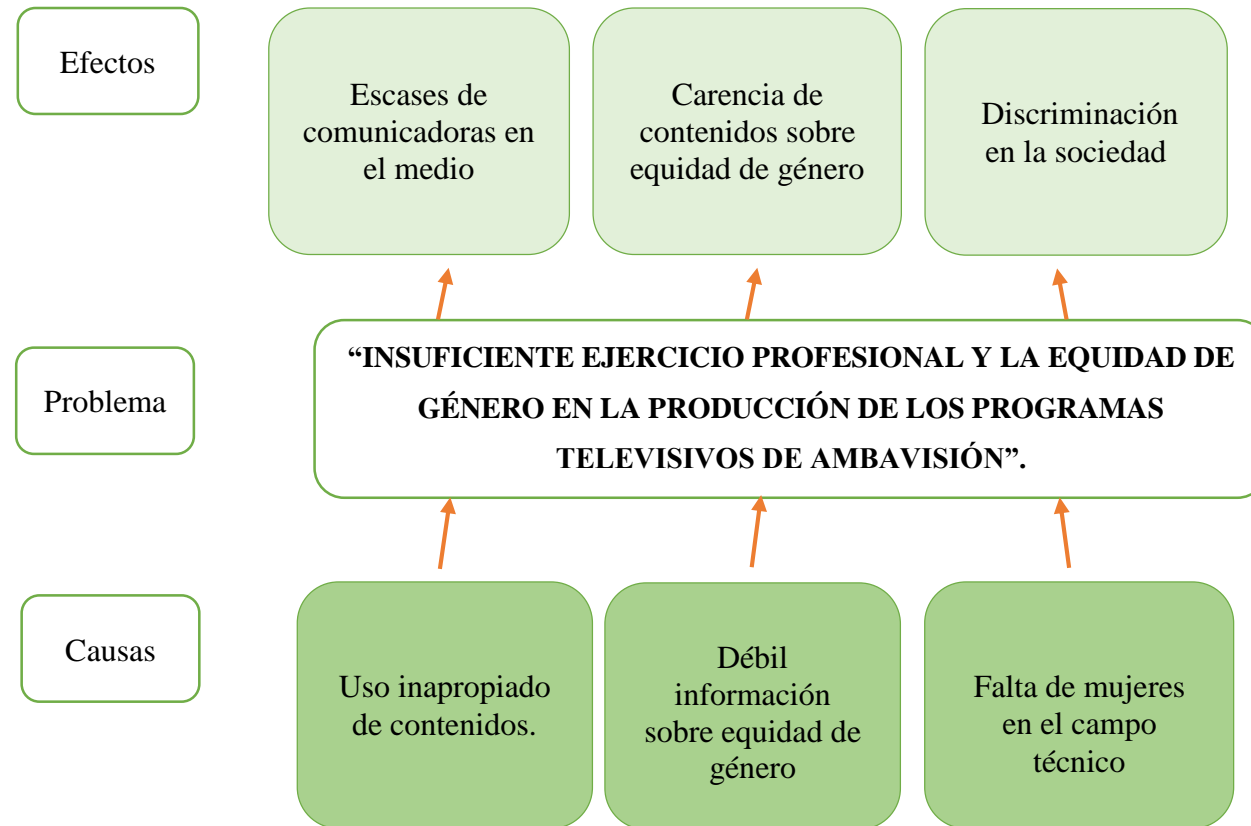 Efectos
Escases de
comunicadoras en
el medio
Carencia de
contenidos sobre
equidad de género
Discriminación
en la sociedad
Problema
“INSUFICIENTE EJERCICIO PROFESIONAL Y LA EQUIDAD DE
GÉNERO EN LA PRODUCCIÓN DE LOS PROGRAMAS
TELEVISIVOS DE AMBAVISIÓN”.
Causas
Uso inapropiado
de contenidos.
Débil
información
sobre equidad de
género
Falta de mujeres
en el campo
técnico